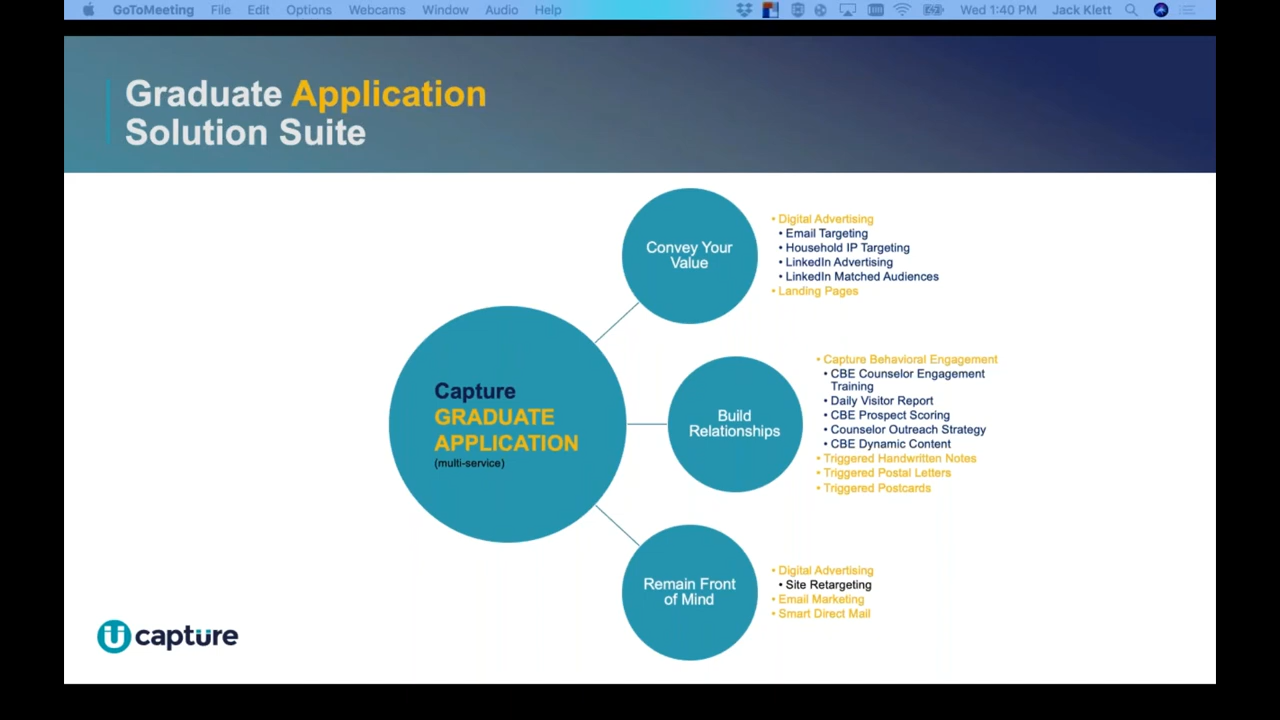 GoToMeeting File Edit Options Webcams Window Audio Help Wed 1:40 PM Jack Klett
Graduate Application
Solution Suite
Convey Your
Value
• Digital Advertising
• Email Targeting
• Household IP Targeting
• LinkedIn Advertising
• LinkedIn Matched Audiences
• Landing Pages
Capture
GRADUATE
APPLICATION
(multi-service)
Build
Relationships
• Capture Behavioral Engagement
• CBE Counselor Engagement
Training
• Daily Visitor Report
• CBE Prospect Scoring
• Counselor Outreach Strategy
• CBE Dynamic Content
• Triggered Handwritten Notes
• Triggered Postal Letters
• Triggered Postcards
Remain Front
of Mind
• Digital Advertising
• Site Retargeting
• Email Marketing
• Smart Direct Mail
capture